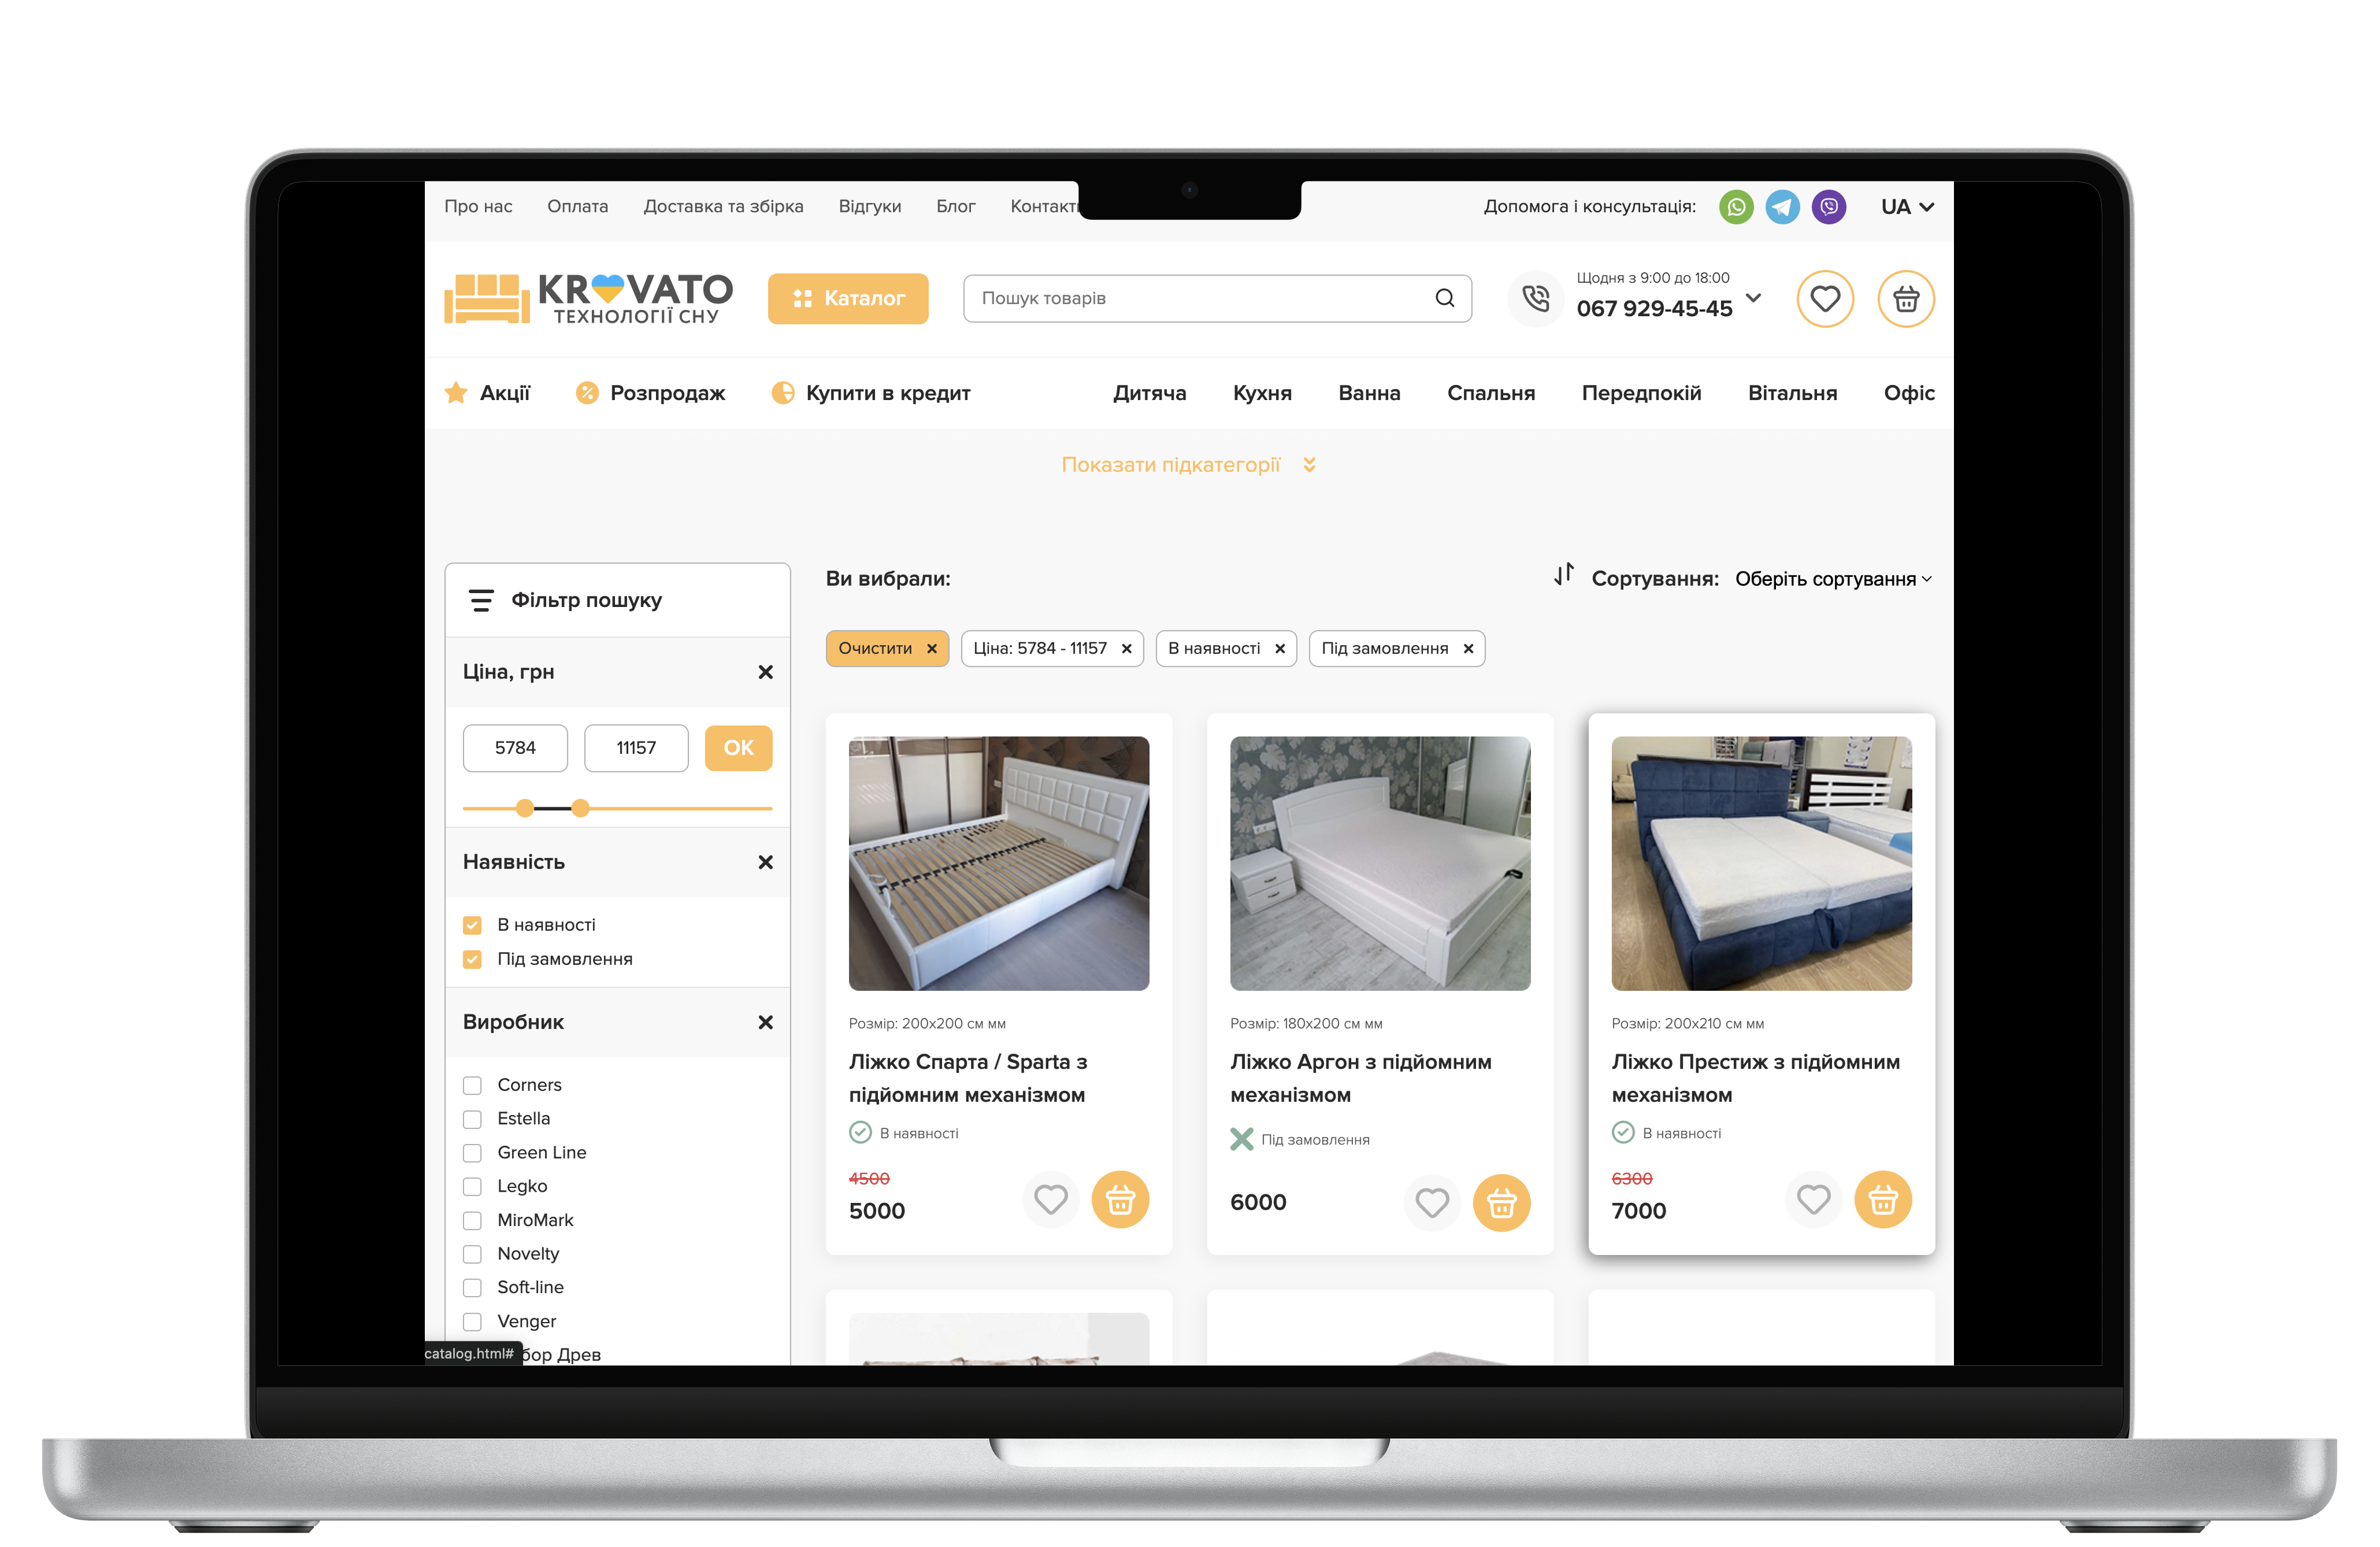 Про нас Оплата Доставка та збірка Відгуки Блог Контакти Допомога і консультація: UA
KROVATO
ТЕХНОЛОГІЇ СНУ
Каталог
Пошук товарів
Щодня з 9:00 до 18:00
067 929-45-45
Акції Розпродаж Купити в кредит Дитяча Кухня Ванна Спальня Передпокій Вітальня Офіс
Показати підкатегорії
Фільтр пошуку
Ціна, грн
5784 11157 OK
Наявність
В наявності
Під замовлення
Виробник
Corners
Estella
Green Line
Legko
MiroMark
Novelty
Soft-line
Venger
бор Древ
catalog.html#
Ви вибрали:
Сортування: Оберіть сортування
Очистити Ціна: 5784 - 11157 В наявності Під замовлення
Розмір: 200x200 см мм
Ліжко Спарта / Sparta з
підйомним механізмом
В наявності
4500
5000
Розмір: 180x200 см мм
Ліжко Аргон з підйомним
механізмом
Під замовлення
6000
Розмір: 200x210 см мм
Ліжко Престиж з підйомним
механізмом
В наявності
6300
7000